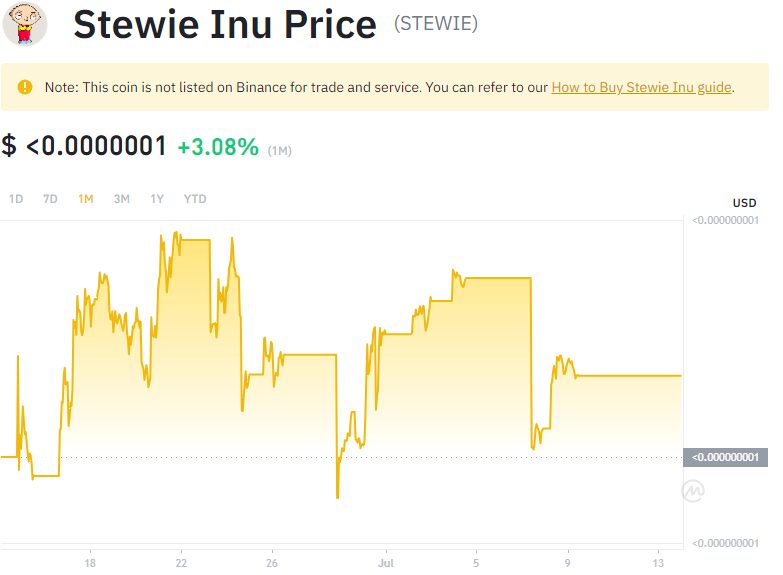 Stewie Inu Price (STEWIE)
Note: This coin is not listed on Binance for trade and service. You can refer to our How to Buy Stewie Inu guide.
$ <0.0000001 +3.08% (1M)
1D 7D 1M 3M 1Y YTD
USD
<0.000000001
<0.000000001
<0.000000001
18 22 26 Jul 5 9 13